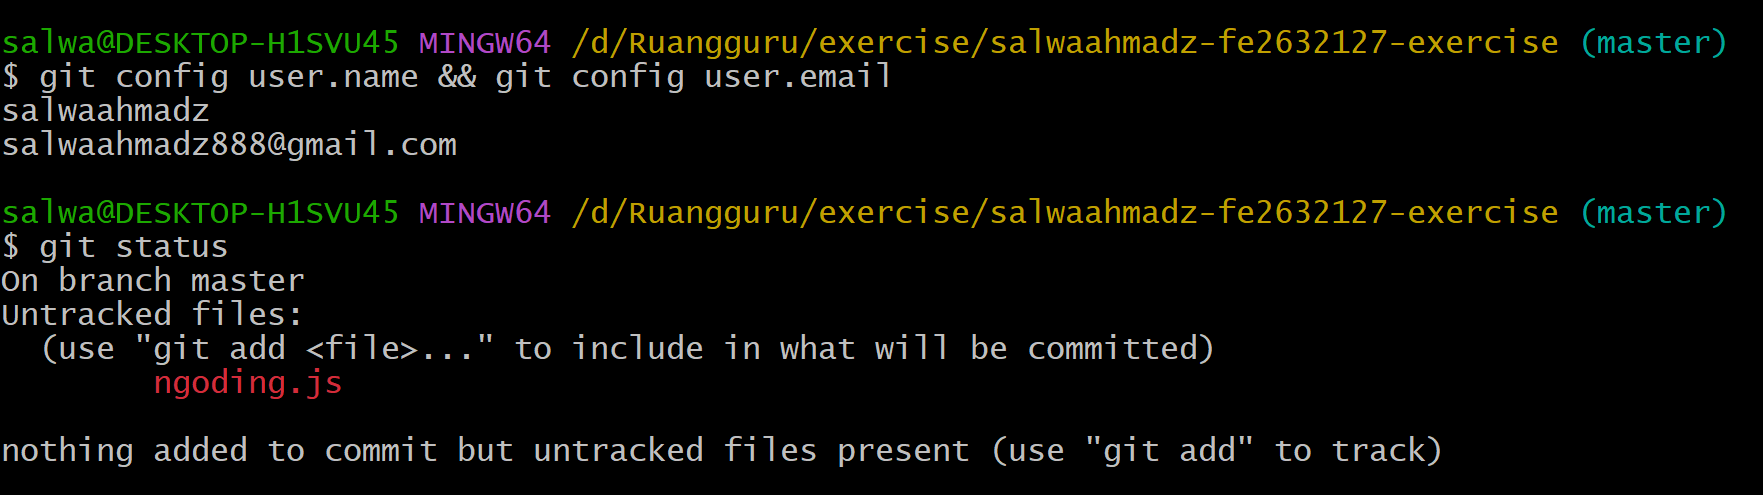 salwa@DESKTOP-H1SVU45 MINGW64 /d/Ruangguru/exercise/salwaahmadz-fe2632127-exercise (master)
$ git config user.name && git config user.email
salwaahmadz
salwaahmadz888@gmail.com
salwa@DESKTOP-H1SVU45 MINGW64 /d/Ruangguru/exercise/salwaahmadz-fe2632127-exercise (master)
$ git status
On branch master
Untracked files:
  (use "git add <file>..." to include in what will be committed)
        ngoding.js
nothing added to commit but untracked files present (use "git add" to track)